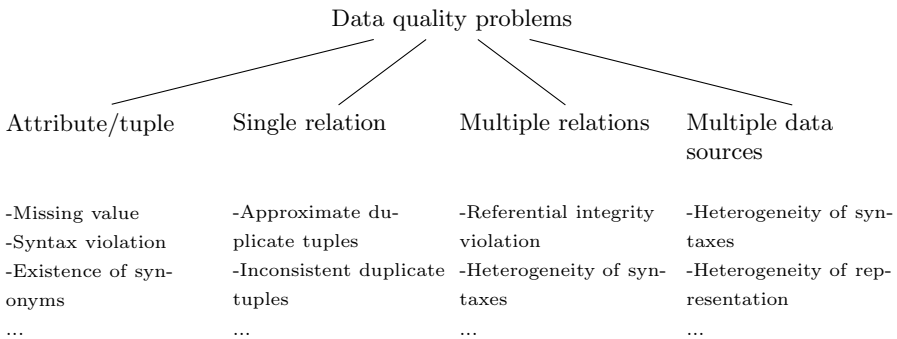 Data quality problems
Attribute/tuple
Single relation
Multiple relations
Multiple data
sources
-Missing value
-Syntax violation
-Existence of syn-
onyms
...
-Approximate du-
plicate tuples
-Inconsistent duplicate
tuples
...
-Referential integrity
violation
-Heterogeneity of syn-
taxes
...
-Heterogeneity of syn-
taxes
-Heterogeneity of rep-
resentation
...